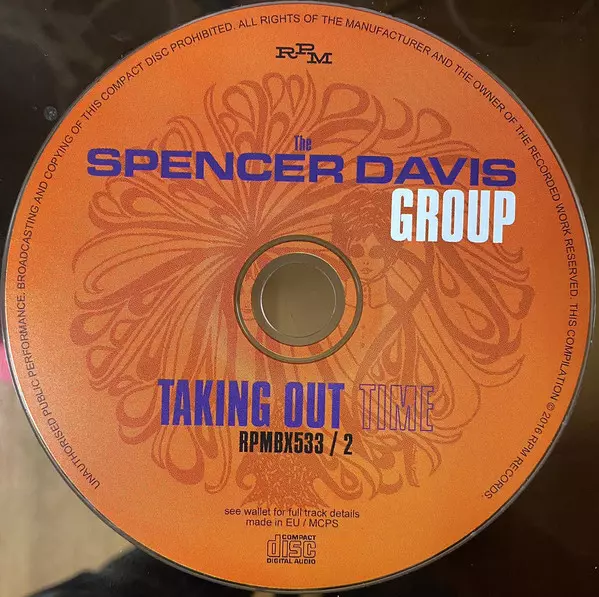 UNAUTHORISED PUBLIC PERFORMANCE. BROADCASTING AND COPYING OF THIS COMPACT DISC PROHIBITED. ALL RIGHTS OF THE MANUFACTURER AND THE OWNER OF THE RECORDED WORK RESERVED. THIS COMPILATION © 2016 RPM RECORDS.
RPM
The
SPENCER DAVIS
GROUP
TAKING OUT TIME
RPMBX533 / 2
see wallet for full track details
made in EU / MCPS
COMPACT
disc
DIGITAL AUDIO